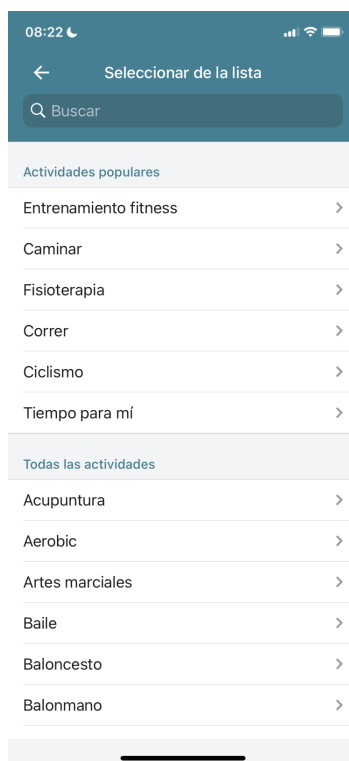 08:22
Seleccionar de la lista
Buscar
Actividades populares
Entrenamiento fitness
Caminar
Fisioterapia
Correr
Ciclismo
Tiempo para mí
Todas las actividades
Acupuntura
Aerobic
Artes marciales
Baile
Baloncesto
Balonmano